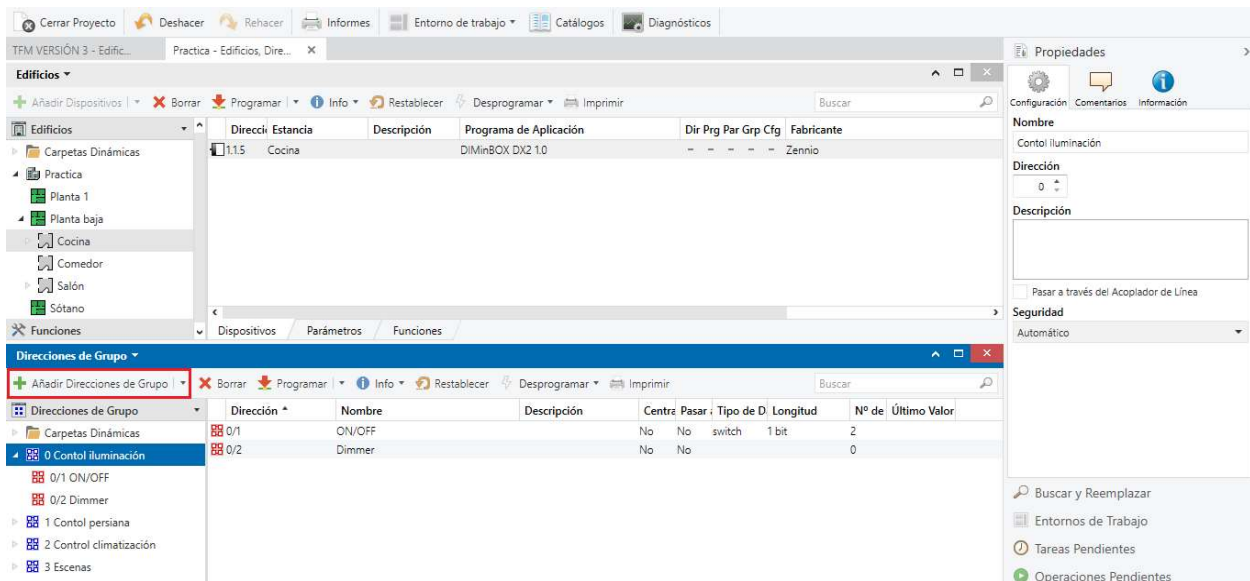 Cerrar Proyecto Deshacer Rehacer Informes Entorno de trabajo Catálogos Diagnósticos
TFM VERSIÓN 3 - Edific... Practica - Edificios, Dire...
Edificios
Añadir Dispositivos Borrar Programar Info Restablecer Desprogramar Imprimir Buscar
Edificios
Carpetas Dinámicas
Practica
Planta 1
Planta baja
Cocina
Comedor
Salón
Sótano
Funciones
Direcció Estancia Descripción Programa de Aplicación Dir Prg Par Grp Cfg Fabricante
1.1.5 Cocina DIMinBOX DX2 1.0 - - - - - Zennio
Dispositivos Parámetros Funciones
Direcciones de Grupo
Añadir Direcciones de Grupo Borrar Programar Info Restablecer Desprogramar Imprimir Buscar
Direcciones de Grupo
Carpetas Dinámicas
0 Contol iluminación
0/1 ON/OFF
0/2 Dimmer
1 Contol persiana
2 Control climatización
3 Escenas
Dirección Nombre Descripción Centra Pasar Tipo de D Longitud Nº de Último Valor
0/1 ON/OFF No No switch 1 bit 2
0/2 Dimmer No No 0
Propiedades
Configuración Comentarios Información
Nombre
Contol iluminación
Dirección
0
Descripción
Pasar a través del Acoplador de Línea
Seguridad
Automático
Buscar y Reemplazar
Entornos de Trabajo
Tareas Pendientes
Operaciones Pendientes